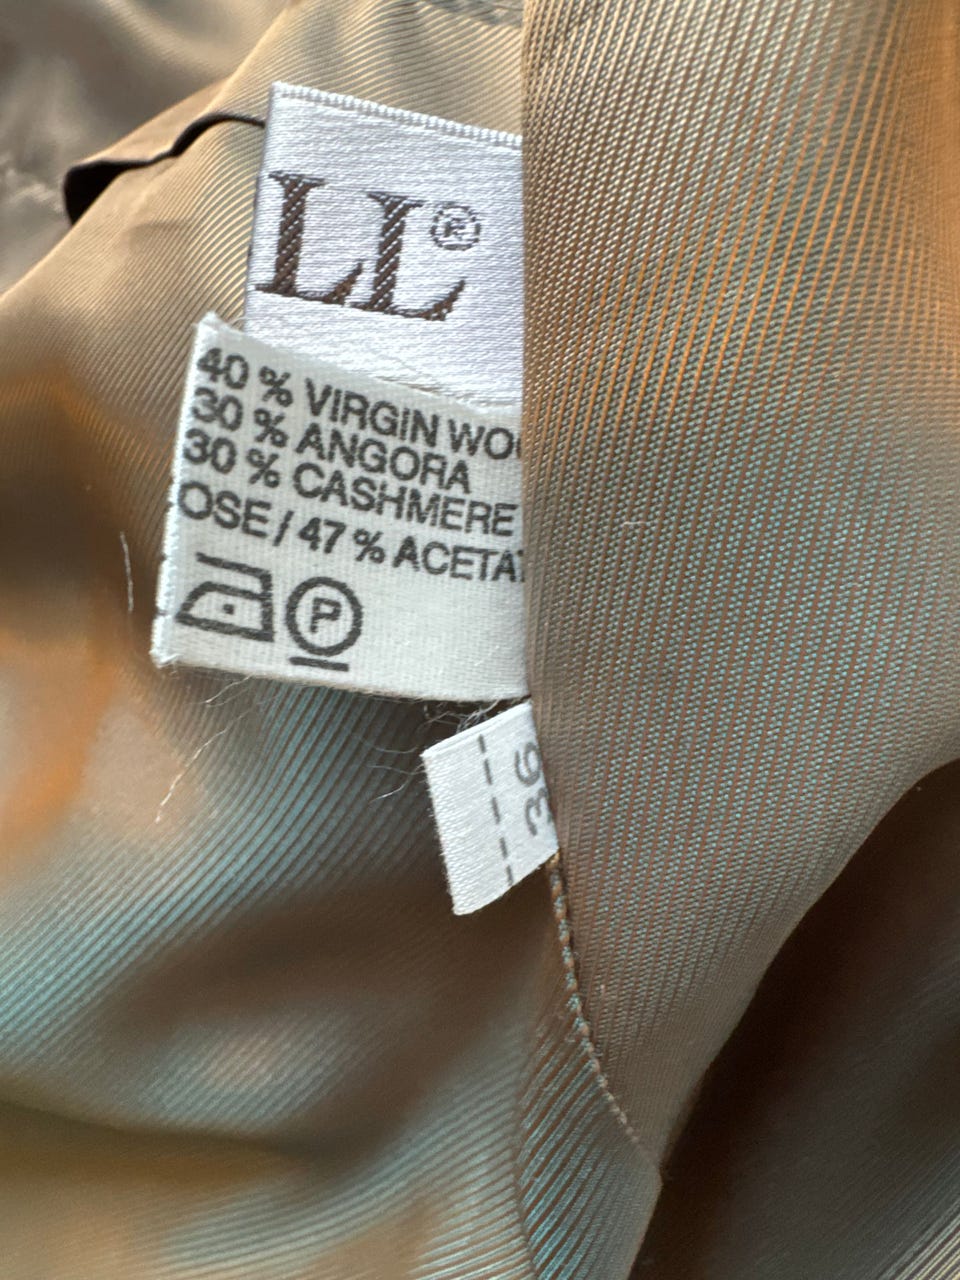 LL®
40 % VIRGIN WO
30 % ANGORA
30 % CASHMERE
OSE / 47 % ACETA
P
36